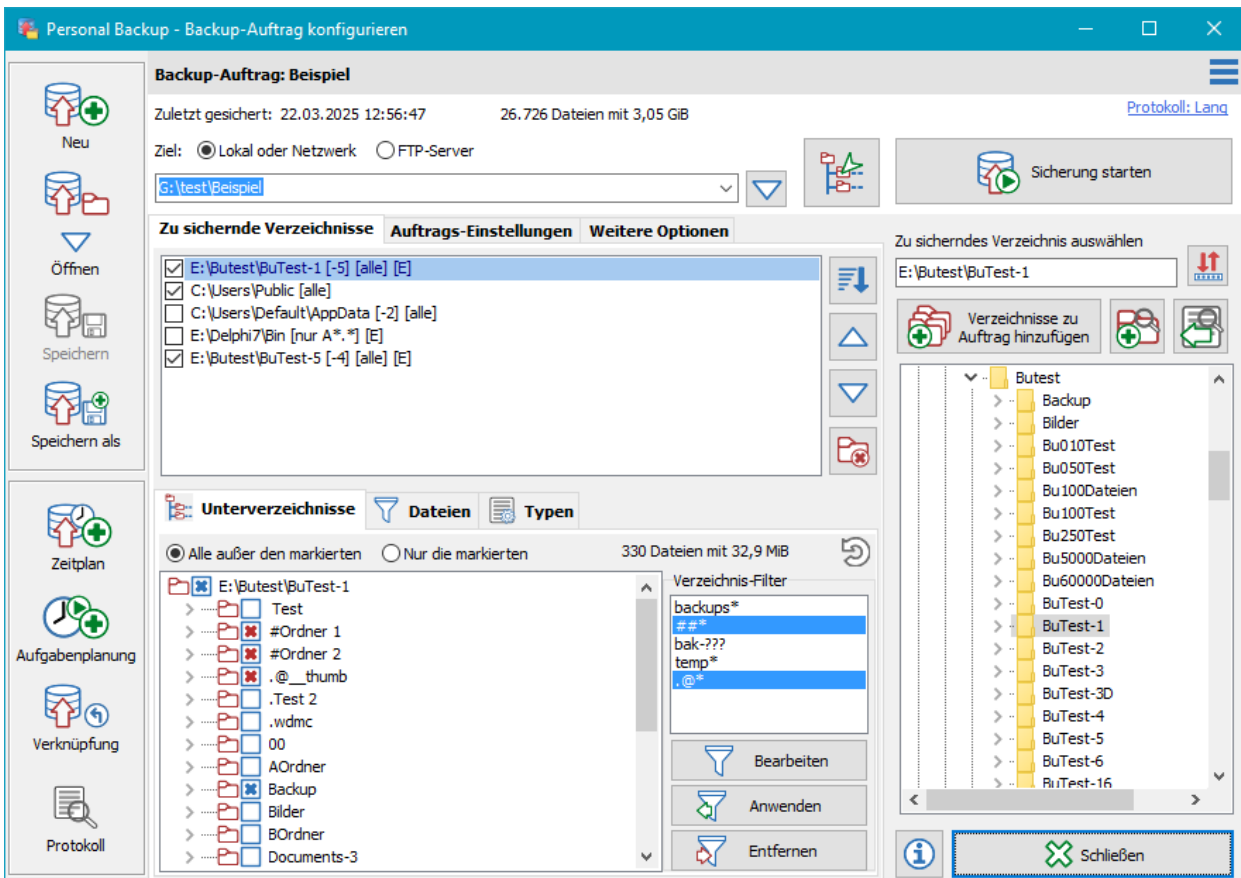 Personal Backup - Backup-Auftrag konfigurieren
Neu
Öffnen
Speichern
Speichern als
Zeitplan
Aufgabenplanung
Verknüpfung
Protokoll
Backup-Auftrag: Beispiel
Zuletzt gesichert: 22.03.2025 12:56:47 26.726 Dateien mit 3,05 GiB
Protokoll: Lang
Ziel: Lokal oder Netzwerk FTP-Server
G:\test\Beispiel
Sicherung starten
Zu sichernde Verzeichnisse Auftrags-Einstellungen Weitere Optionen
E:\Butest\BuTest-1 [-5] [alle] [E]
C:\Users\Public [alle]
C:\Users\Default\AppData [-2] [alle]
E:\Delphi7\Bin [nur A*.*] [E]
E:\Butest\BuTest-5 [-4] [alle] [E]
Unterverzeichnisse Dateien Typen
Alle außer den markierten Nur die markierten 330 Dateien mit 32,9 MiB
E:\Butest\BuTest-1
Test
#Ordner 1
#Ordner 2
.@__thumb
.Test 2
.wdmc
00
AOrdner
Backup
Bilder
BOrdner
Documents-3
Verzeichnis-Filter
backups*
##*
bak-???
temp*
.@*
Bearbeiten
Anwenden
Entfernen
Zu sicherndes Verzeichnis auswählen
E:\Butest\BuTest-1
Verzeichnisse zu
Auftrag hinzufügen
Butest
Backup
Bilder
Bu010Test
Bu050Test
Bu100Dateien
Bu100Test
Bu250Test
Bu5000Dateien
Bu60000Dateien
BuTest-0
BuTest-1
BuTest-2
BuTest-3
BuTest-3D
BuTest-4
BuTest-5
BuTest-6
BuTest-16
Schließen